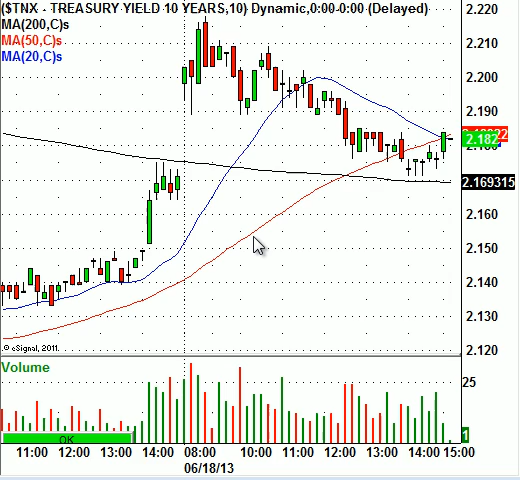 ($TNX - TREASURY YIELD 10 YEARS,10) Dynamic,0:00-0:00 (Delayed)
MA(200,C)s
MA(50,C)s
MA(20,C)s
2.220
2.210
2.200
2.190
2.187
2.169315
2.160
2.150
2.140
2.130
2.120
© eSignal, 2011
Volume
25
1
OK
11:00 12:00 13:00 14:00 08:00 10:00 11:00 12:00 14:00 15:00
06/18/13